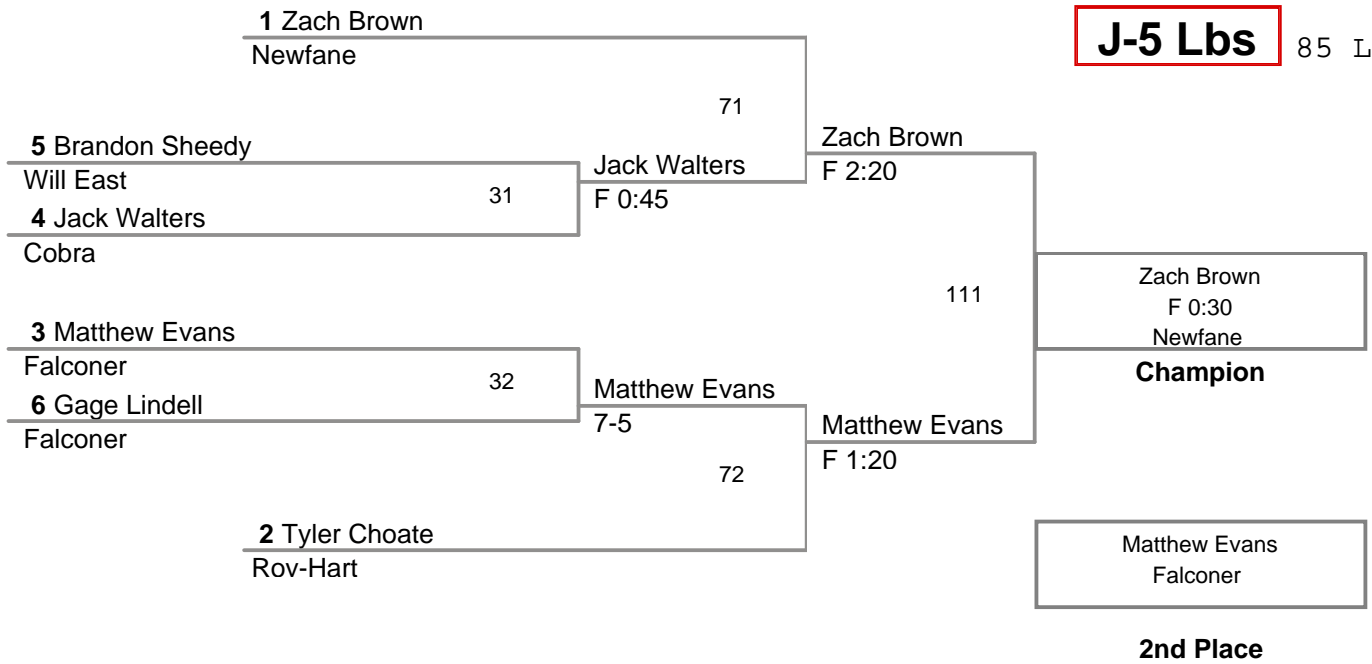 1 Zach Brown
Newfane
J-5 Lbs
85 L
71
5 Brandon Sheedy
Will East
31
4 Jack Walters
Cobra
Jack Walters
F 0:45
Zach Brown
F 2:20
111
Zach Brown
F 0:30
Newfane
Champion
3 Matthew Evans
Falconer
32
6 Gage Lindell
Falconer
Matthew Evans
7-5
Matthew Evans
F 1:20
72
2 Tyler Choate
Roy-Hart
Matthew Evans
Falconer
2nd Place